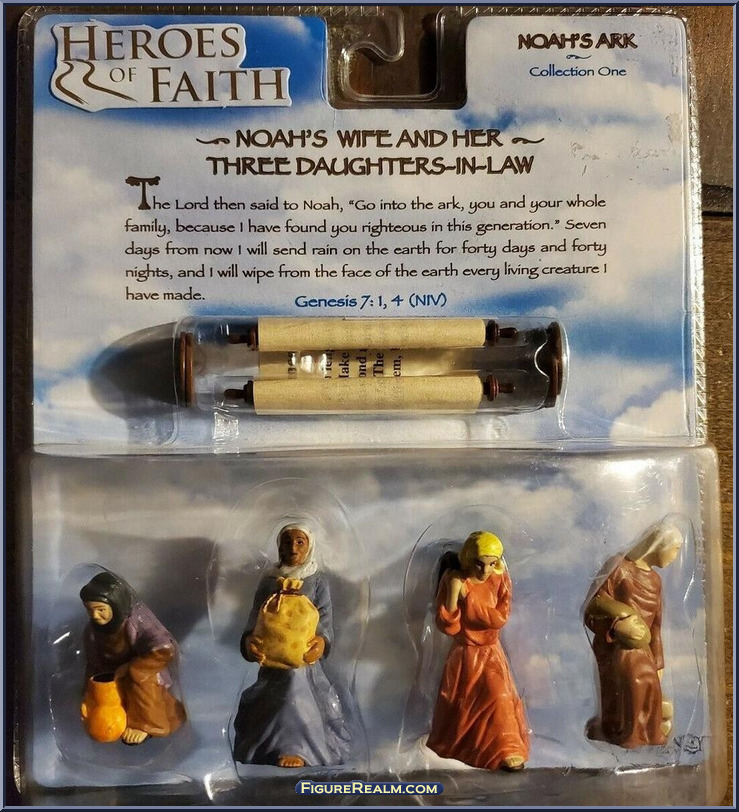 HEROES
OF FAITH
NOAH'S ARK
Collection One
NOAH'S WIFE AND HER
THREE DAUGHTERS-IN-LAW
The Lord then said to Noah, "Go into the ark, you and your whole
family, because I have found you righteous in this generation." Seven
days from now I will send rain on the earth for forty days and forty
nights, and I will wipe from the face of the earth every living creature I
have made.
Genesis 7:1, 4 (NIV)
The
em,
FIGUREREALM.COM